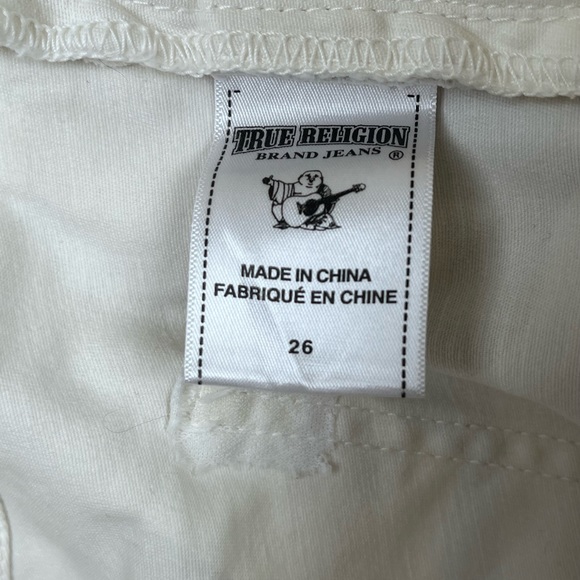 TRUE RELIGION
BRAND JEANS ®
MADE IN CHINA
FABRIQUÉ EN CHINE
26